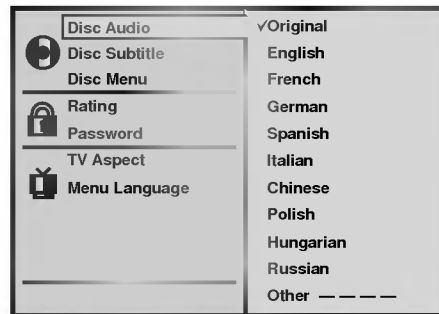 Disc Audio
Disc Subtitle
Disc Menu
Rating
Password
TV Aspect
Menu Language
✓Original
English
French
German
Spanish
Italian
Chinese
Polish
Hungarian
Russian
Other — — — —